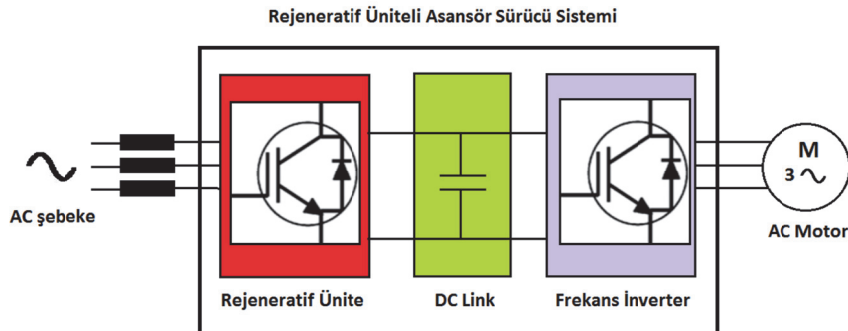 Rejeneratif Üniteli Asansör Sürücü Sistemi
AC şebeke
M
3
AC Motor
Rejeneratif Ünite
DC Link
Frekans İnverter